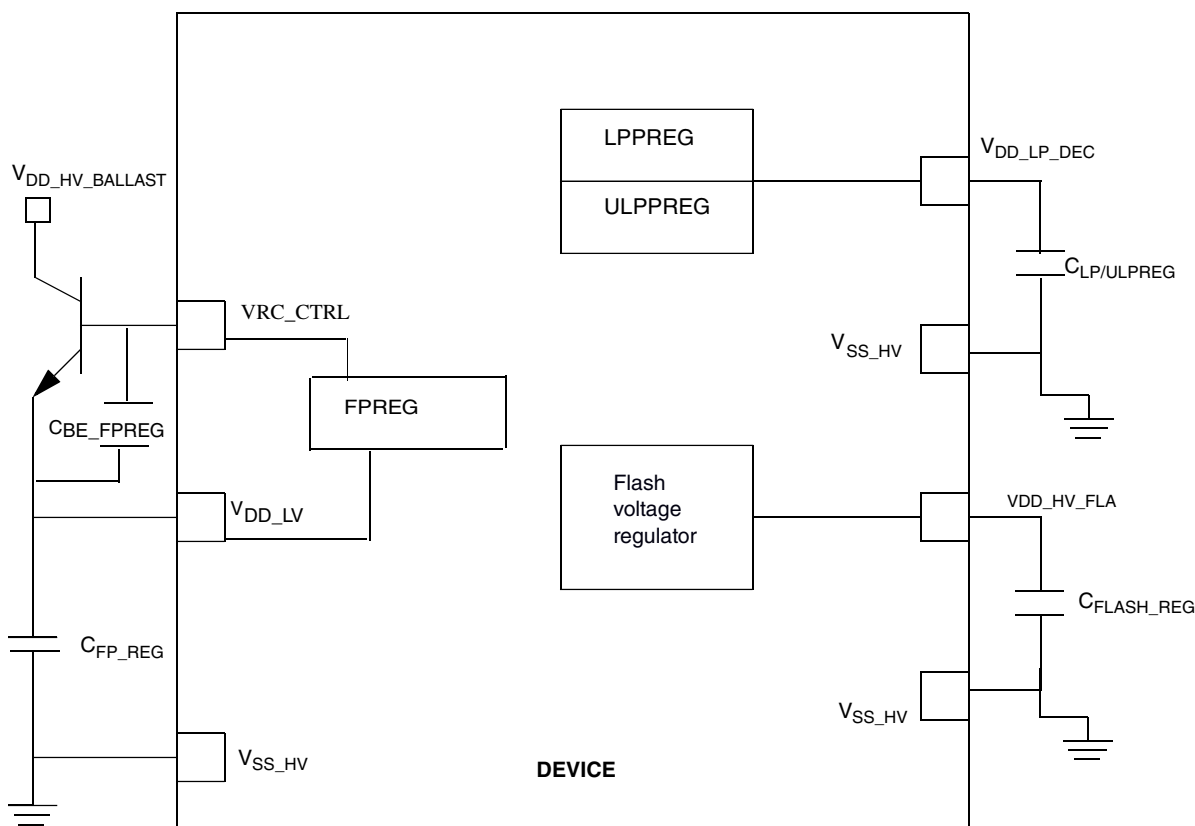 LPPREG
ULPPREG
VDD_LP_DEC
VDD_HV_BALLAST
CLP/ULPREG
VRC_CTRL
VSS_HV
FPREG
CBE_FPREG
Flash
voltage
regulator
VDD_LV
VDD_HV_FLA
CFLASH_REG
CFP_REG
VSS_HV
VSS_HV
DEVICE